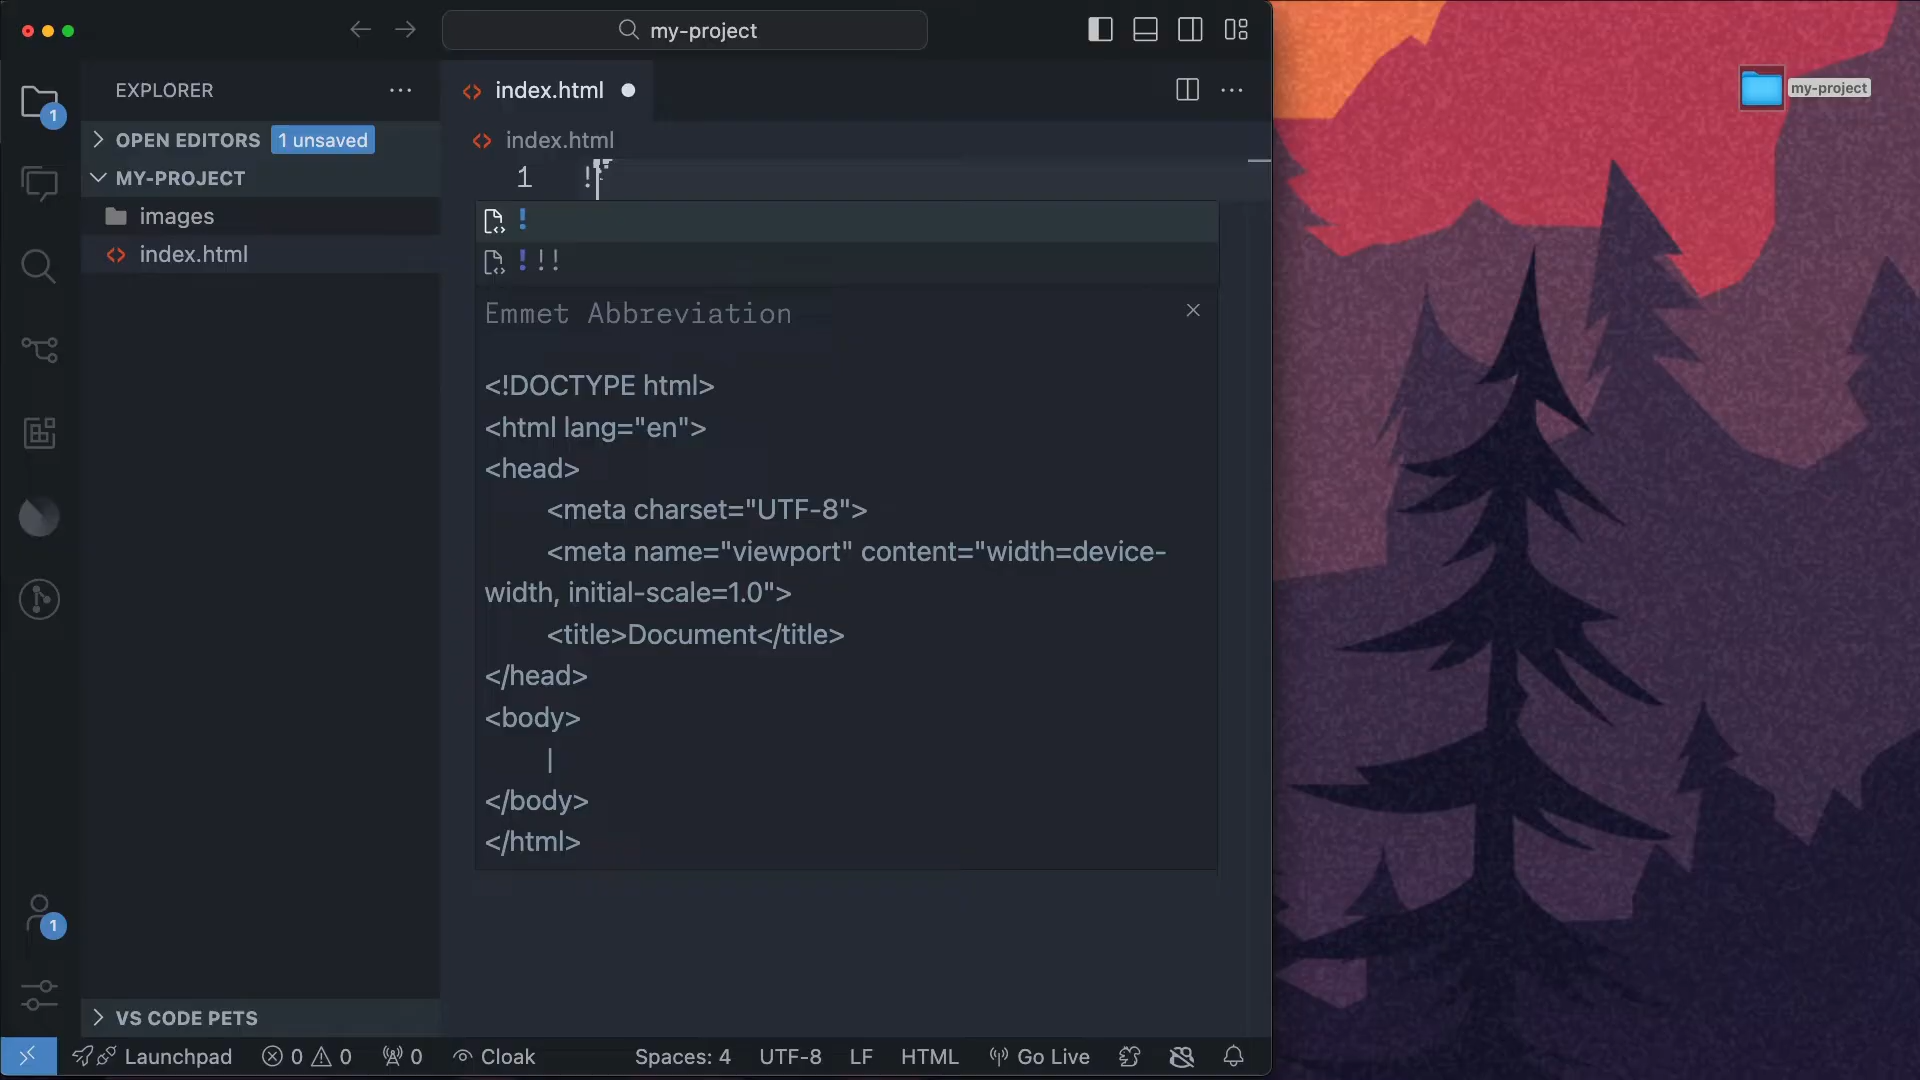 my-project
EXPLORER
index.html
my-project
OPEN EDITORS 1 unsaved
index.html
MY-PROJECT
1 !
images
!
index.html
!!!
Emmet Abbreviation
<!DOCTYPE html>
<html lang="en">
<head>
<meta charset="UTF-8">
<meta name="viewport" content="width=device-
width, initial-scale=1.0">
<title>Document</title>
</head>
<body>
|
</body>
</html>
1
1
VS CODE PETS
Launchpad 0 0 0 Cloak Spaces: 4 UTF-8 LF HTML Go Live